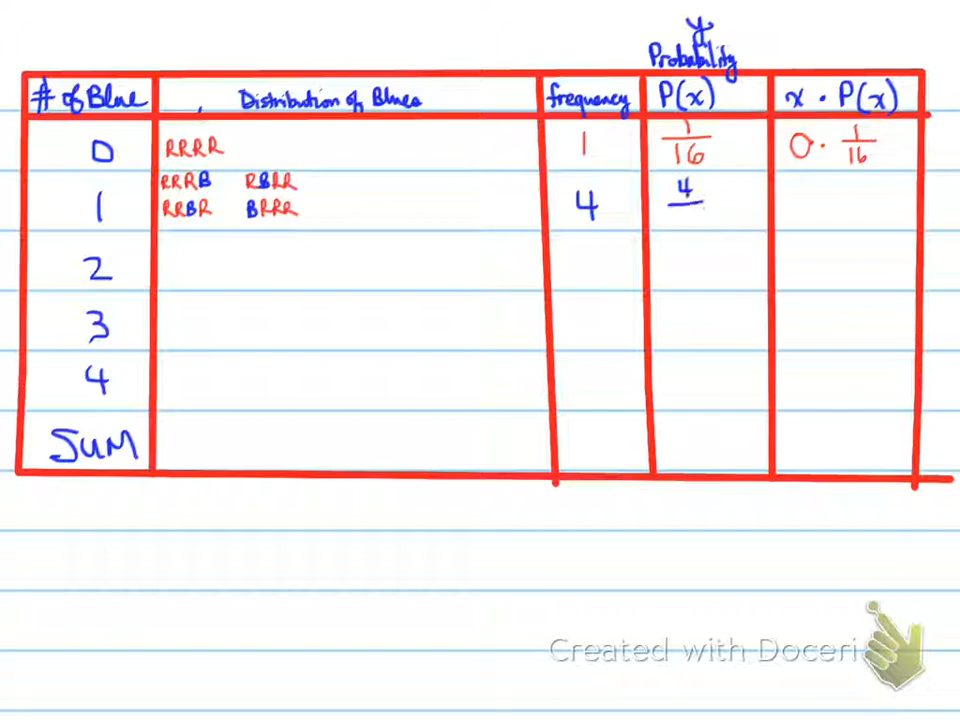 y
Probability
# of Blue Distribution of Blues frequency P(x) x · P(x)
0 RRRR 1 1/16 0 · 1/16
RRRB RBRR
1 RRBR BRRR 4 4/
2
3
4
SUM
Created with Doceri